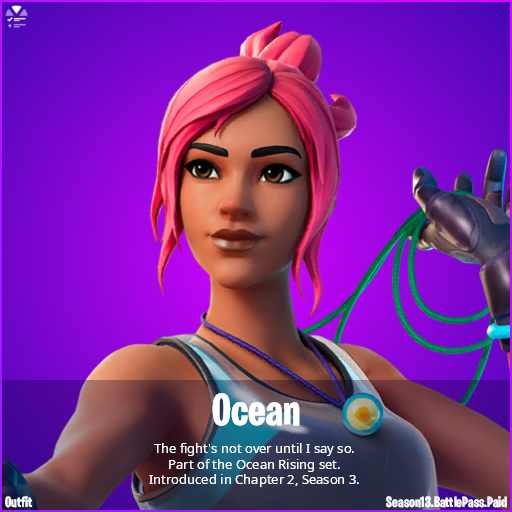 Ocean
The fight's not over until I say so.
Part of the Ocean Rising set.
Introduced in Chapter 2, Season 3.
Outfit
Season13.BattlePass.Paid